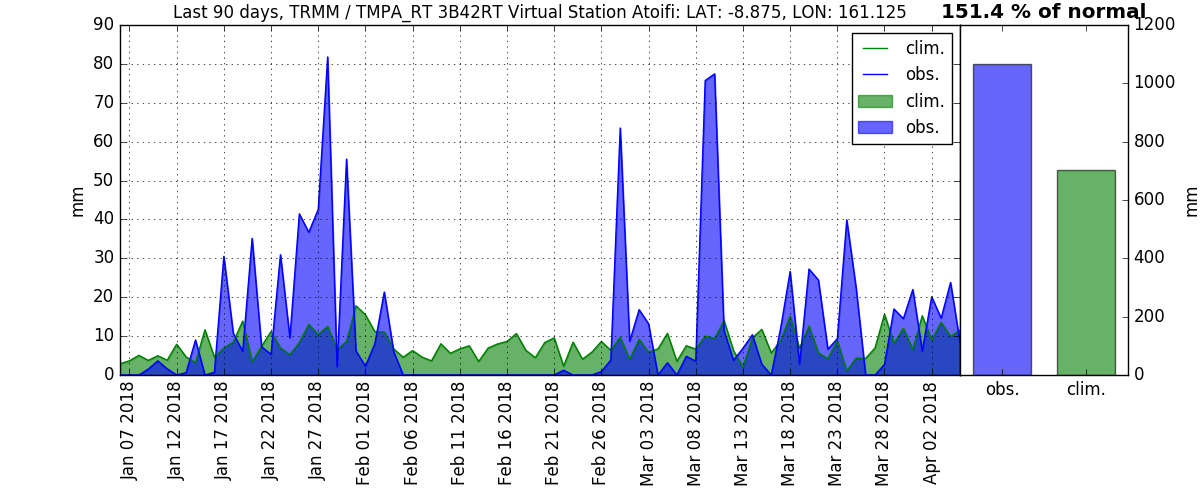 Last 90 days, TRMM / TMPA_RT 3B42RT Virtual Station Atoifi: LAT: -8.875, LON: 161.125
151.4 % of normal
mm
90
80
70
60
50
40
30
20
10
0
clim.
obs.
clim.
obs.
Jan 07 2018
Jan 12 2018
Jan 17 2018
Jan 22 2018
Jan 27 2018
Feb 01 2018
Feb 06 2018
Feb 11 2018
Feb 16 2018
Feb 21 2018
Feb 26 2018
Mar 03 2018
Mar 08 2018
Mar 13 2018
Mar 18 2018
Mar 23 2018
Mar 28 2018
Apr 02 2018
obs.
clim.
1200
1000
800
600
400
200
0
mm